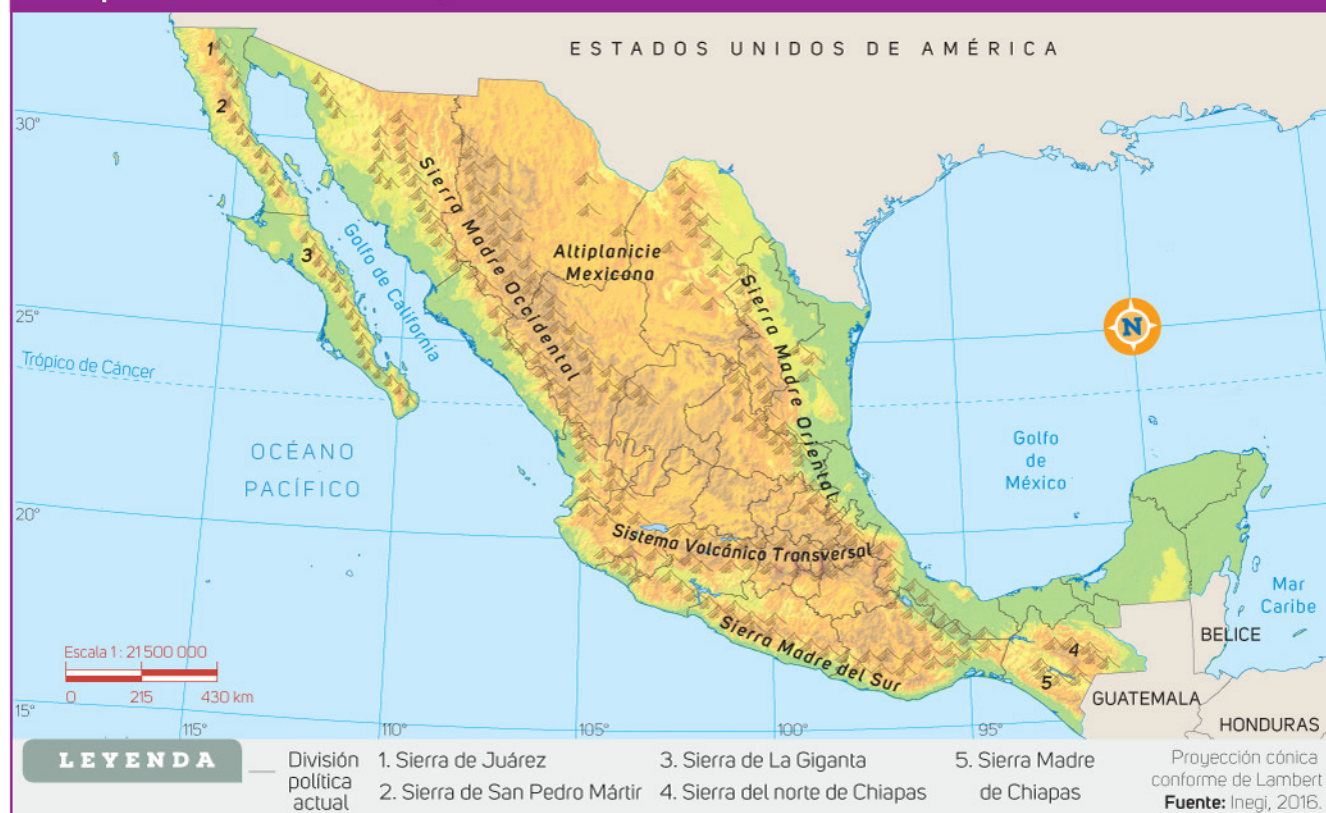 ESTADOS UNIDOS DE AMÉRICA
1
2
30°
Sierra Madre Occidental
Altiplanicie
Mexicana
3
Golfo de California
Sierra Madre Oriental
25°
N
Trópico de Cáncer
OCÉANO
PACÍFICO
Golfo
de
México
20°
Sistema Volcánico Transversal
Mar
Caribe
Sierra Madre del Sur
BELICE
4
5
Escala 1 : 21 500 000
0 215 430 km
GUATEMALA
15°
HONDURAS
115° 110° 105° 100° 95°
LEYENDA
División
política
actual
1. Sierra de Juárez
2. Sierra de San Pedro Mártir
3. Sierra de La Giganta
4. Sierra del norte de Chiapas
5. Sierra Madre
de Chiapas
Proyección cónica
conforme de Lambert
Fuente: Inegi, 2016.